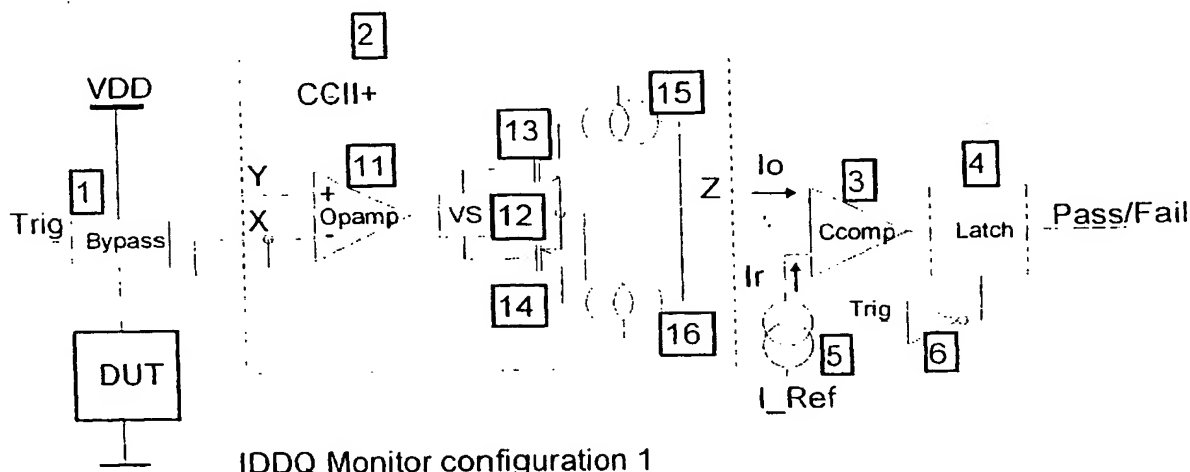 2
VDD
CCII+
15
13
1
11
Y
Z
Io
3
4
Trig
Bypass
X
+
-
Opamp
VS
12
Ccomp
Latch
Pass/Fail
14
Ir
Trig
16
5
6
DUT
I_Ref
IDDQ Monitor configuration 1